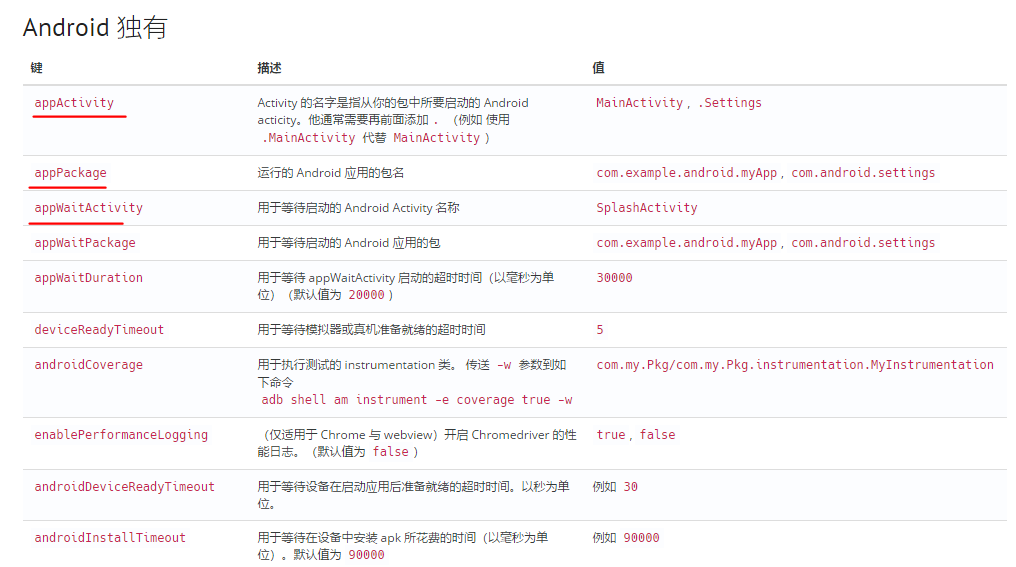 Android 独有
键 描述 值
appActivity Activity 的名字是指从你的包中所要启动的 Android MainActivity , .Settings
acticity。他通常需要再前面添加 . （例如 使用
.MainActivity 代替 MainActivity ）
appPackage 运行的 Android 应用的包名 com.example.android.myApp , com.android.settings
appWaitActivity 用于等待启动的 Android Activity 名称 SplashActivity
appWaitPackage 用于等待启动的 Android 应用的包 com.example.android.myApp , com.android.settings
appWaitDuration 用于等待 appWaitActivity 启动的超时时间（以毫秒为单 30000
位）（默认值为 20000 ）
deviceReadyTimeout 用于等待模拟器或真机准备就绪的超时时间 5
androidCoverage 用于执行测试的 instrumentation 类。 传送 -w 参数到如 com.my.Pkg/com.my.Pkg.instrumentation.MyInstrumentation
下命令
adb shell am instrument -e coverage true -w
enablePerformanceLogging （仅适用于 Chrome 与 webview）开启 Chromedriver 的性 true , false
能日志。（默认值为 false ）
androidDeviceReadyTimeout 用于等待设备在启动应用后准备就绪的超时时间。以秒为单 例如 30
位。
androidInstallTimeout 用于等待在设备中安装 apk 所花费的时间（以毫秒为单 例如 90000
位）。默认值为 90000